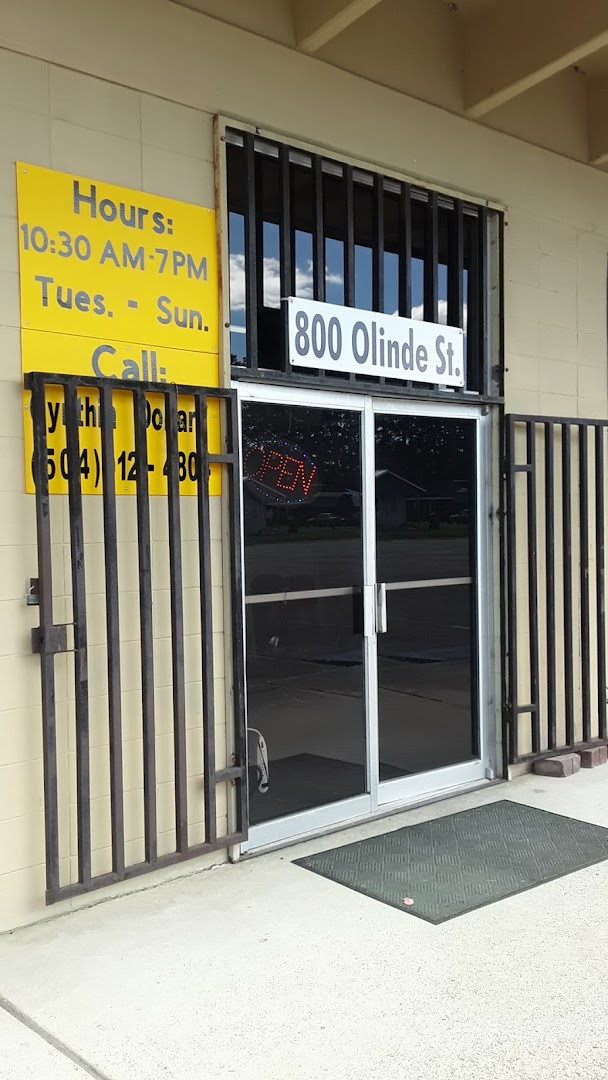 Hours:
10:30 AM-7PM
Tues. - Sun.
Call:
800 Olinde St.
OPEN